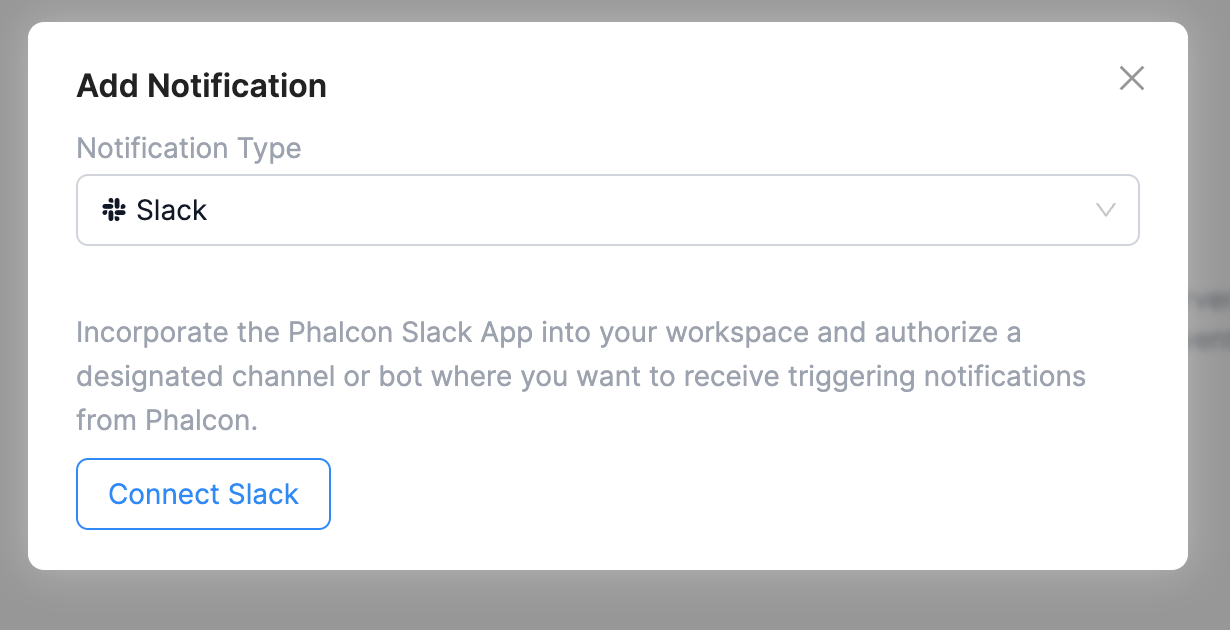 Add Notification
Notification Type
Slack
Incorporate the Phalcon Slack App into your workspace and authorize a
designated channel or bot where you want to receive triggering notifications
from Phalcon.
Connect Slack